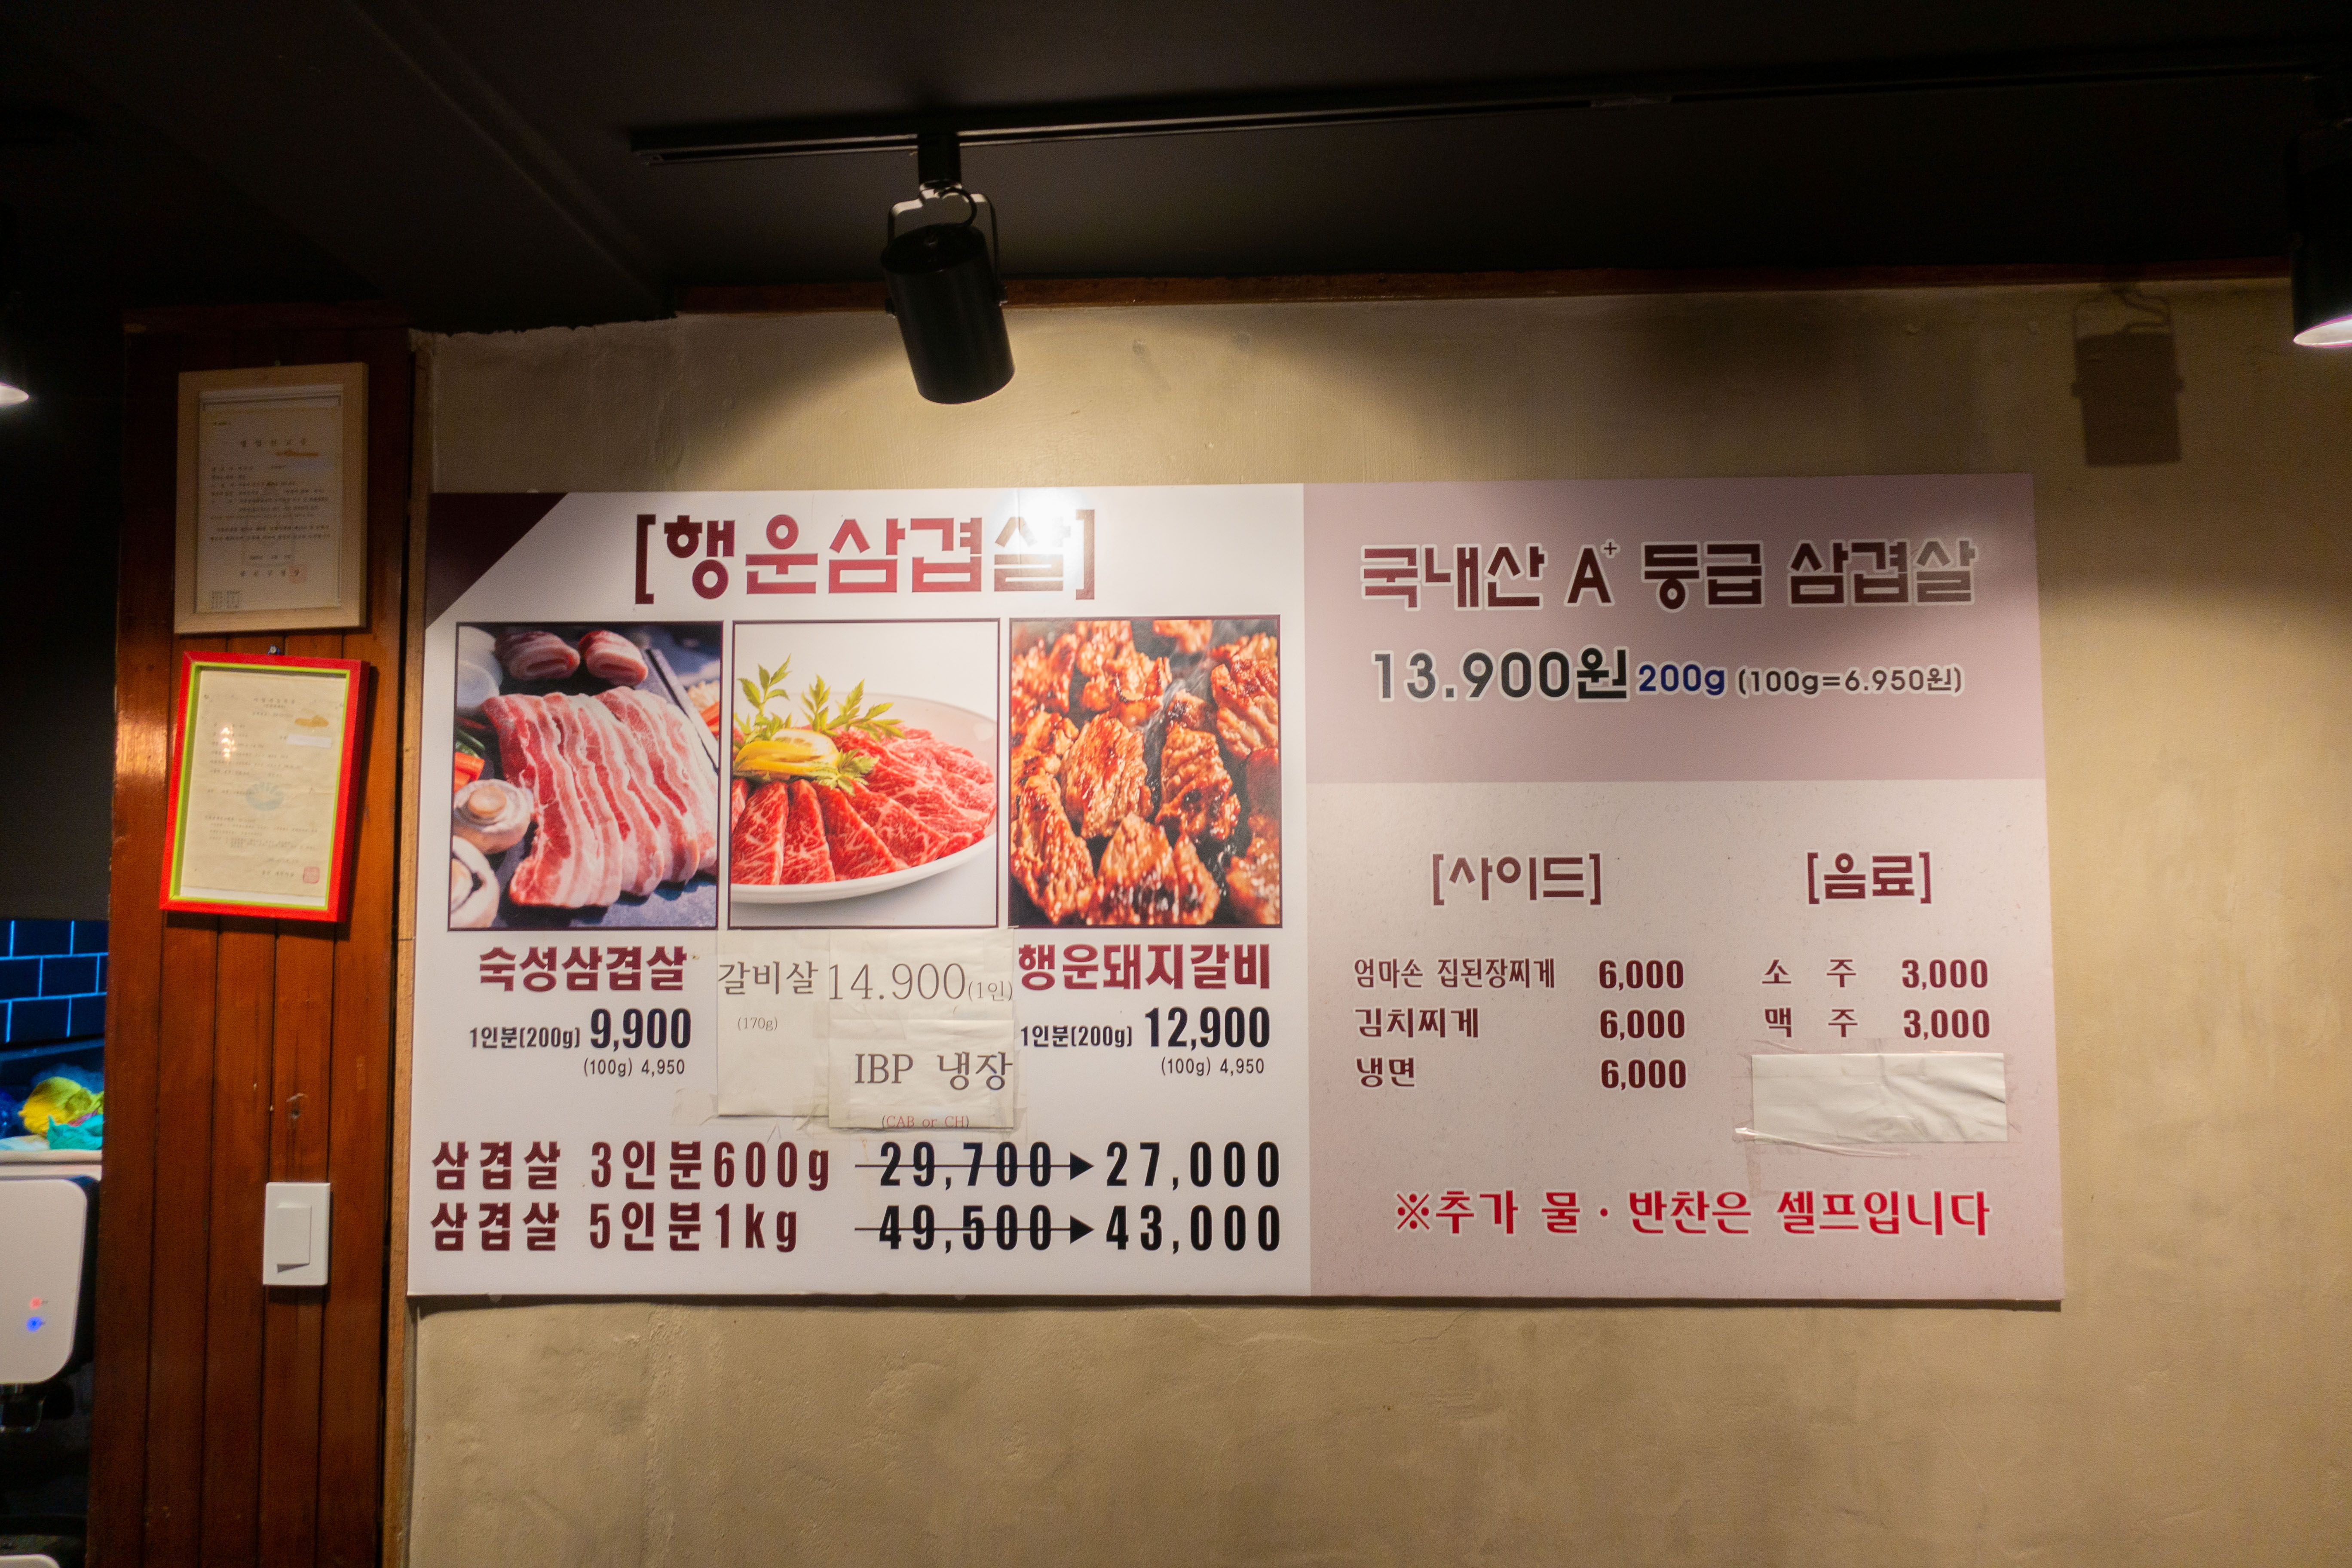 [행운삼겹살]
숙성삼겹살
1인분(200g) 9,900
(100g) 4,950
갈비살 14.900(1인)
(170g)
IBP 냉장
(CAB or CH)
행운돼지갈비
1인분(200g) 12,900
(100g) 4,950
삼겹살 3인분600g 29,700▶27,000
삼겹살 5인분1kg 49,500▶43,000
국내산 A+ 등급 삼겹살
13.900원 200g (100g=6.950원)
[사이드]
엄마손 집된장찌게 6,000
김치찌게 6,000
냉면 6,000
[음료]
소 주 3,000
맥 주 3,000
※추가 물·반찬은 셀프입니다
영업신고증